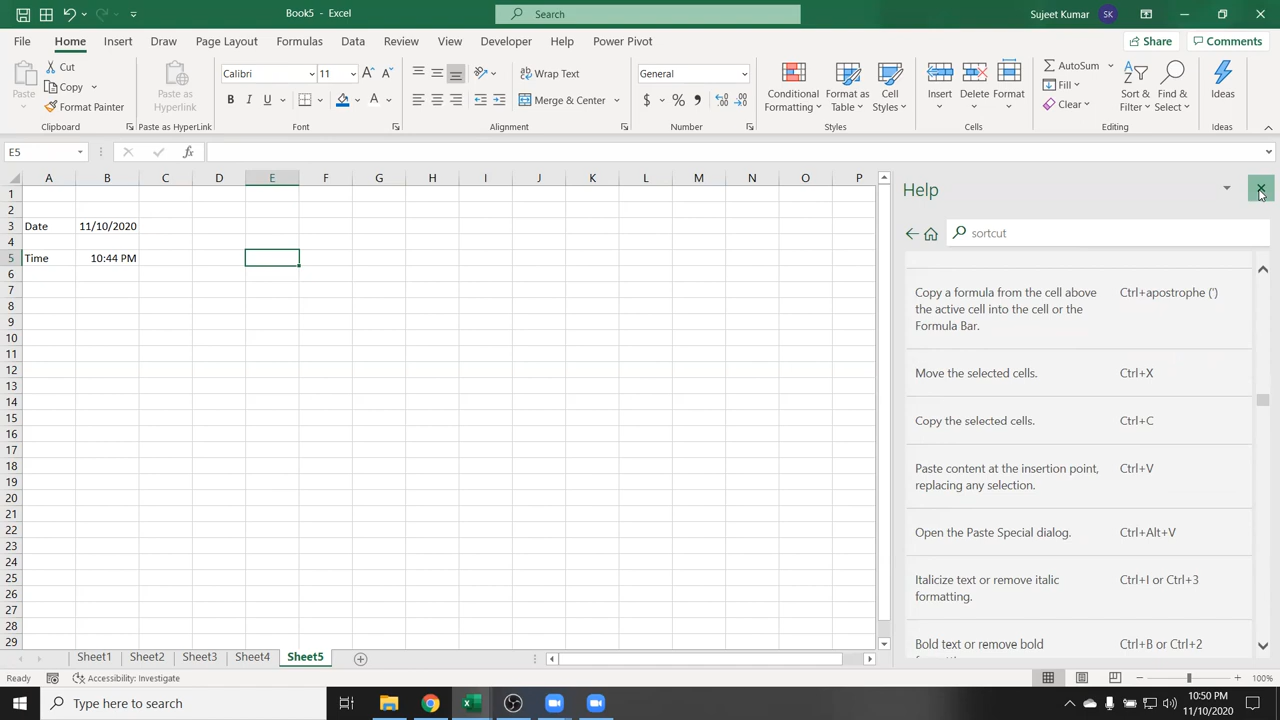 Book5 - Excel
Search
Sujeet Kumar
SK
File Home Insert Draw Page Layout Formulas Data Review View Developer Help Power Pivot
Share
Comments
Paste
Cut
Copy
Format Painter
Clipboard
Paste as
Hyperlink
Paste as HyperLink
Calibri
11
B I U
Font
Wrap Text
Merge & Center
Alignment
General
$ % ,
Number
Conditional
Formatting
Format as
Table
Cell
Styles
Styles
Insert
Delete
Format
Cells
AutoSum
Fill
Clear
Sort &
Filter
Find &
Select
Editing
Ideas
Ideas
E5
fx
A B C D E F G H I J K L M N O P
1
2
3 Date 11/10/2020
4
5 Time 10:44 PM
6
7
8
9
10
11
12
13
14
15
16
17
18
19
20
21
22
23
24
25
26
27
28
29
Help
sortcut
Copy a formula from the cell above
the active cell into the cell or the
Formula Bar.
Ctrl+apostrophe (')
Move the selected cells. Ctrl+X
Copy the selected cells. Ctrl+C
Paste content at the insertion point,
replacing any selection.
Ctrl+V
Open the Paste Special dialog. Ctrl+Alt+V
Italicize text or remove italic
formatting.
Ctrl+I or Ctrl+3
Bold text or remove bold
Ctrl+B or Ctrl+2
Sheet1 Sheet2 Sheet3 Sheet4 Sheet5
Ready
Accessibility: Investigate
100%
Type here to search
10:50 PM
11/10/2020